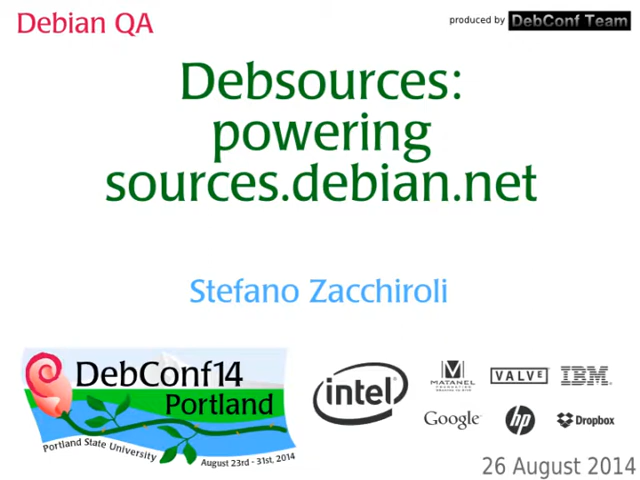 Debian QA
produced by DebConf Team
Debsources:
powering
sources.debian.net
Stefano Zacchiroli
DebConf14
Portland
Portland State University
August 23rd - 31st, 2014
intel
MATANEL
VALVE
IBM
Google
hp
Dropbox
26 August 2014